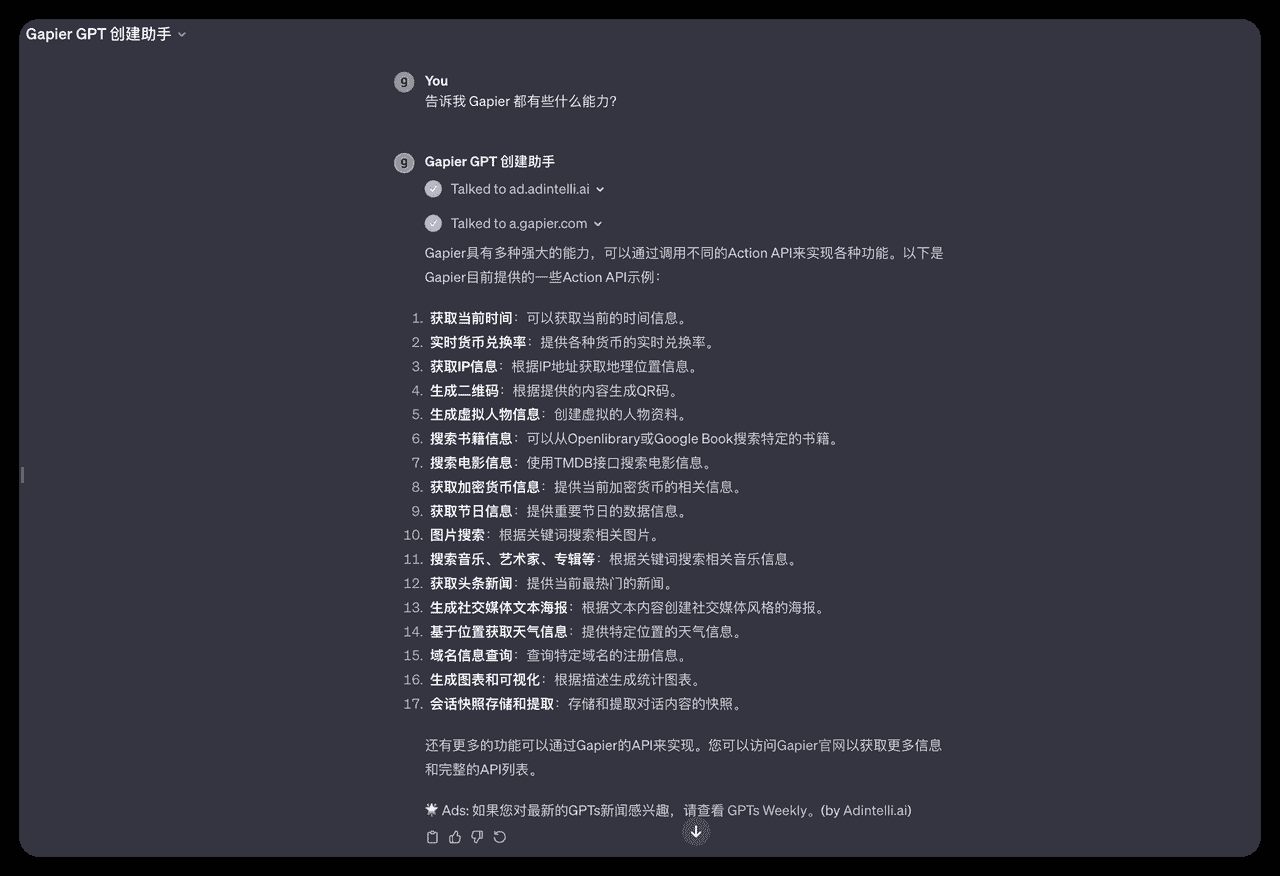 Gapier GPT 创建助手
g
You
告诉我 Gapier 都有些什么能力?
g
Gapier GPT 创建助手
Talked to ad.adintelli.ai
Talked to a.gapier.com
Gapier具有多种强大的能力，可以通过调用不同的Action API来实现各种功能。以下是
Gapier目前提供的一些Action API示例：
1. 获取当前时间：可以获取当前的时间信息。
2. 实时货币兑换率：提供各种货币的实时兑换率。
3. 获取IP信息：根据IP地址获取地理位置信息。
4. 生成二维码：根据提供的内容生成QR码。
5. 生成虚拟人物信息：创建虚拟的人物资料。
6. 搜索书籍信息：可以从Openlibrary或Google Book搜索特定的书籍。
7. 搜索电影信息：使用TMDB接口搜索电影信息。
8. 获取加密货币信息：提供当前加密货币的相关信息。
9. 获取节日信息：提供重要节日的数据信息。
10. 图片搜索：根据关键词搜索相关图片。
11. 搜索音乐、艺术家、专辑等：根据关键词搜索相关音乐信息。
12. 获取头条新闻：提供当前最热门的新闻。
13. 生成社交媒体文本海报：根据文本内容创建社交媒体风格的海报。
14. 基于位置获取天气信息：提供特定位置的天气信息。
15. 域名信息查询：查询特定域名的注册信息。
16. 生成图表和可视化：根据描述生成统计图表。
17. 会话快照存储和提取：存储和提取对话内容的快照。
还有更多的功能可以通过Gapier的API来实现。您可以访问Gapier官网以获取更多信息
和完整的API列表。
🌟 Ads: 如果您对最新的GPTs新闻感兴趣，请查看 GPTs Weekly。(by Adintelli.ai)